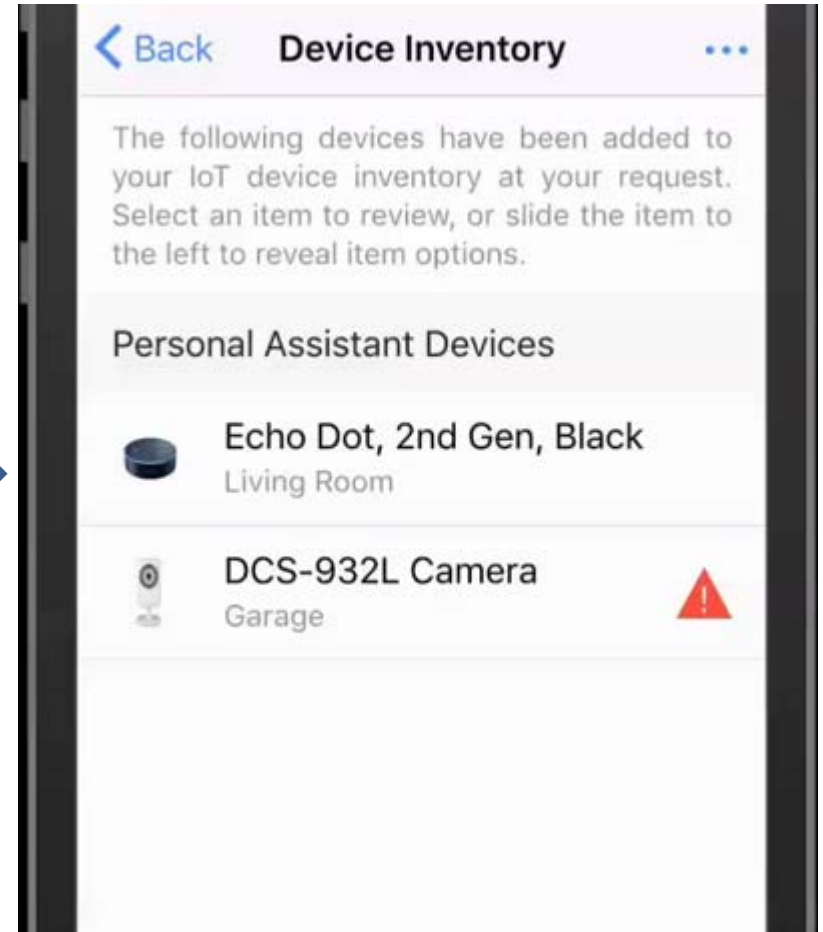 Back
Device Inventory
The following devices have been added to
your IoT device inventory at your request.
Select an item to review, or slide the item to
the left to reveal item options.
Personal Assistant Devices
Echo Dot, 2nd Gen, Black
Living Room
DCS-932L Camera
Garage
!